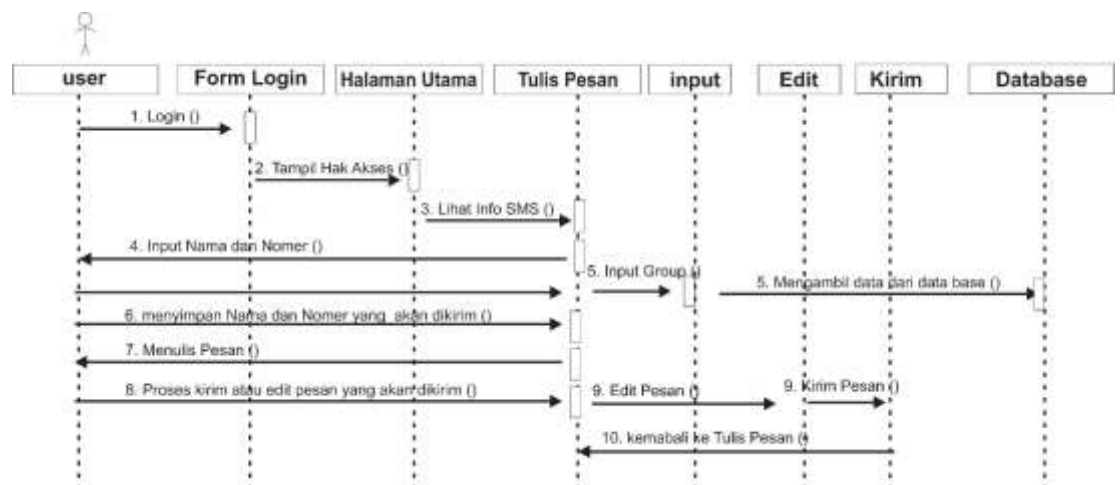 user
Form Login
Halaman Utama
Tulis Pesan
input
Edit
Kirim
Database
1. Login ()
2. Tampil Hak Akses ()
3. Lihat Info SMS ()
4. Input Nama dan Nomer ()
5. Input Group ()
5. Mengambil data dari data base ()
6. menyimpan Nama dan Nomer yang akan dikirim ()
7. Menulis Pesan ()
8. Proses kirim atau edit pesan yang akan dikirim ()
9. Edit Pesan ()
9. Kirim Pesan ()
10. kemabali ke Tulis Pesan ()